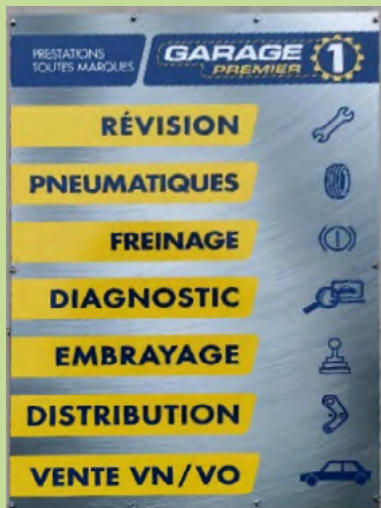 PRESTATIONS
TOUTES MARQUES
GARAGE 1
PREMIER
RÉVISION
PNEUMATIQUES
FREINAGE
DIAGNOSTIC
EMBRAYAGE
DISTRIBUTION
VENTE VN/VO